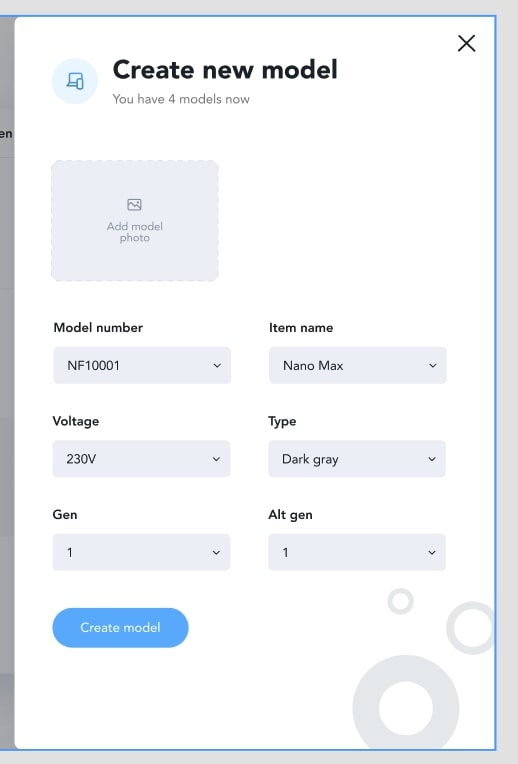 Create new model
You have 4 models now
en
Add model
photo
Model number
Item name
NF10001
Nano Max
Voltage
Type
230V
Dark gray
Gen
Alt gen
1
1
Create model